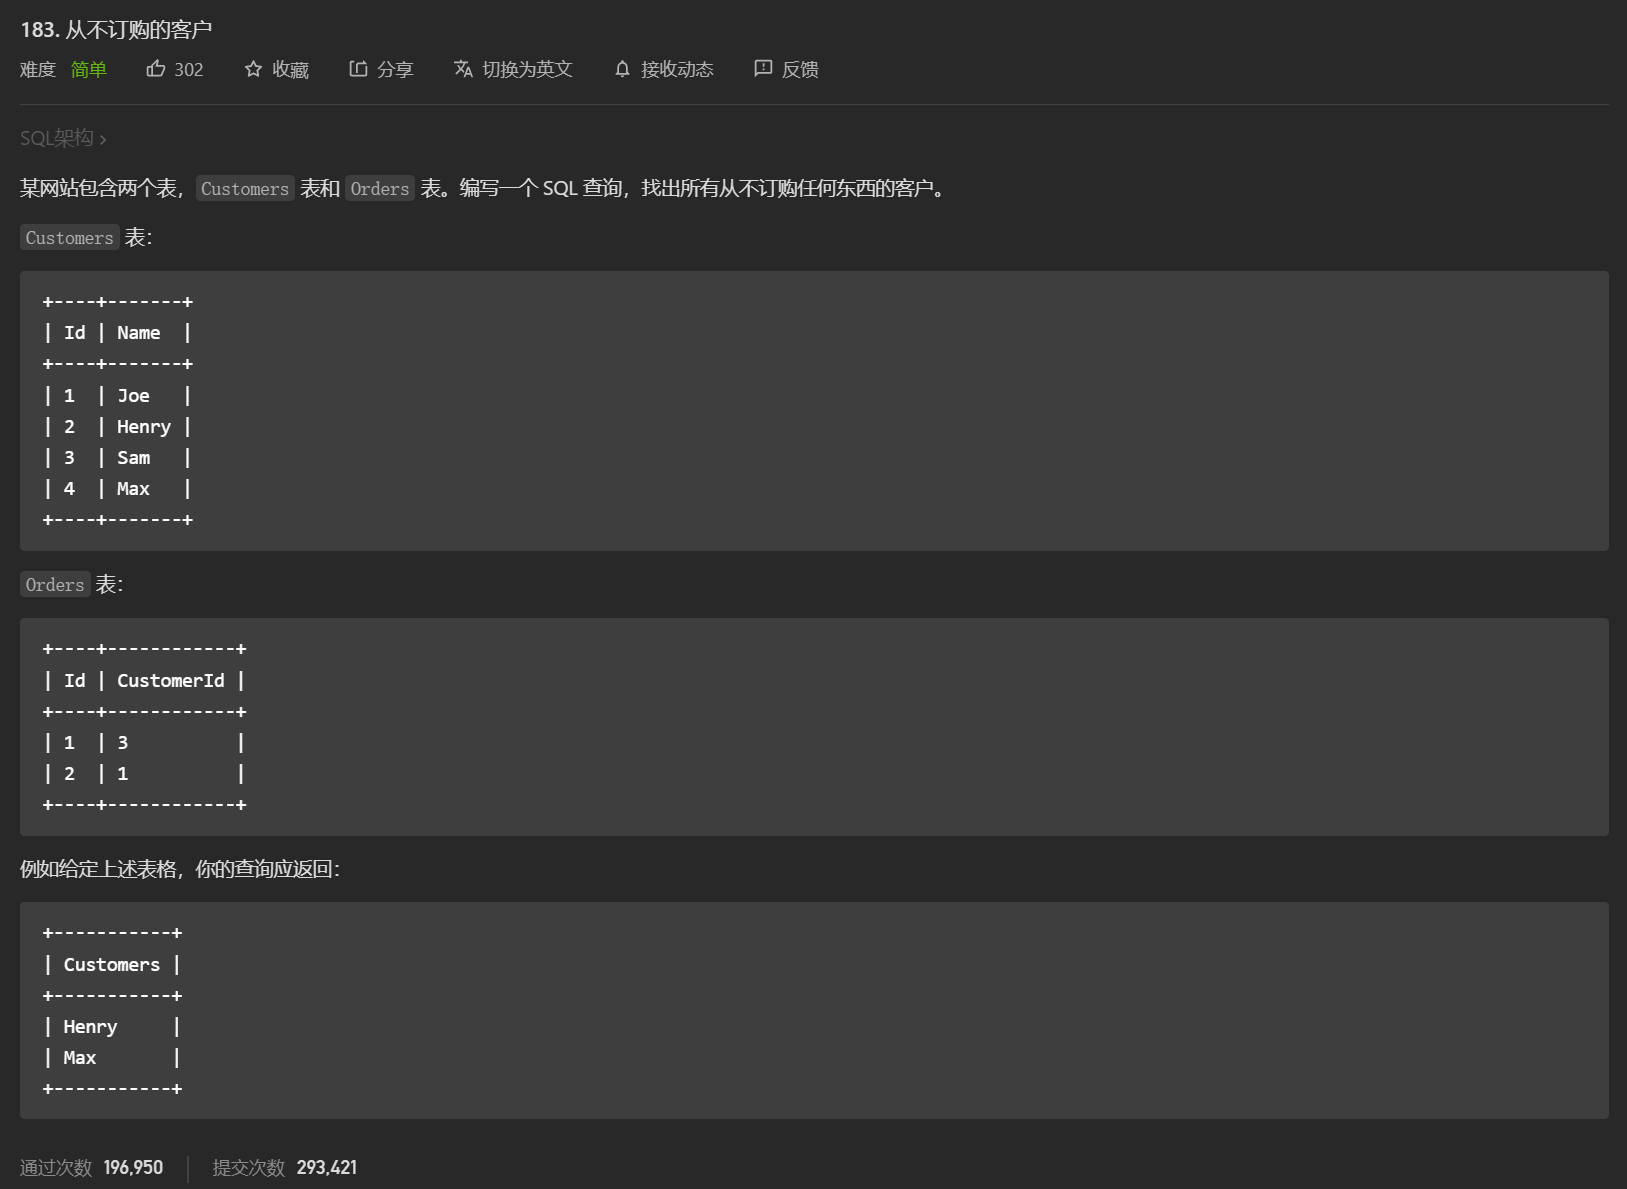 183. 从不订购的客户
难度 简单 302 收藏 分享 切换为英文 接收动态 反馈
SQL架构 ›
某网站包含两个表，Customers 表和 Orders 表。编写一个 SQL 查询，找出所有从不订购任何东西的客户。
Customers 表：
+----+-------+
| Id | Name  |
+----+-------+
| 1  | Joe   |
| 2  | Henry |
| 3  | Sam   |
| 4  | Max   |
+----+-------+
Orders 表：
+----+------------+
| Id | CustomerId |
+----+------------+
| 1  | 3          |
| 2  | 1          |
+----+------------+
例如给定上述表格，你的查询应返回：
+-----------+
| Customers |
+-----------+
| Henry     |
| Max       |
+-----------+
通过次数 196,950 提交次数 293,421